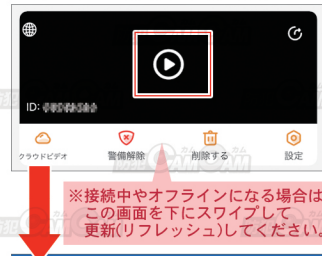 ID:
クラウドビデオ
警備解除
削除する
設定
※接続中やオフラインになる場合は
この画面を下にスワイプして
更新(リフレッシュ)してください。